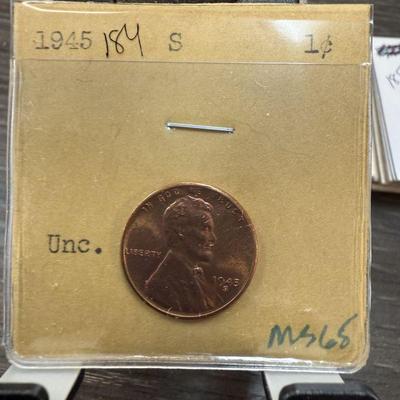 1945 184 S 1¢
IN GOD WE TRUST
LIBERTY
1945
S
Unc.
MS65